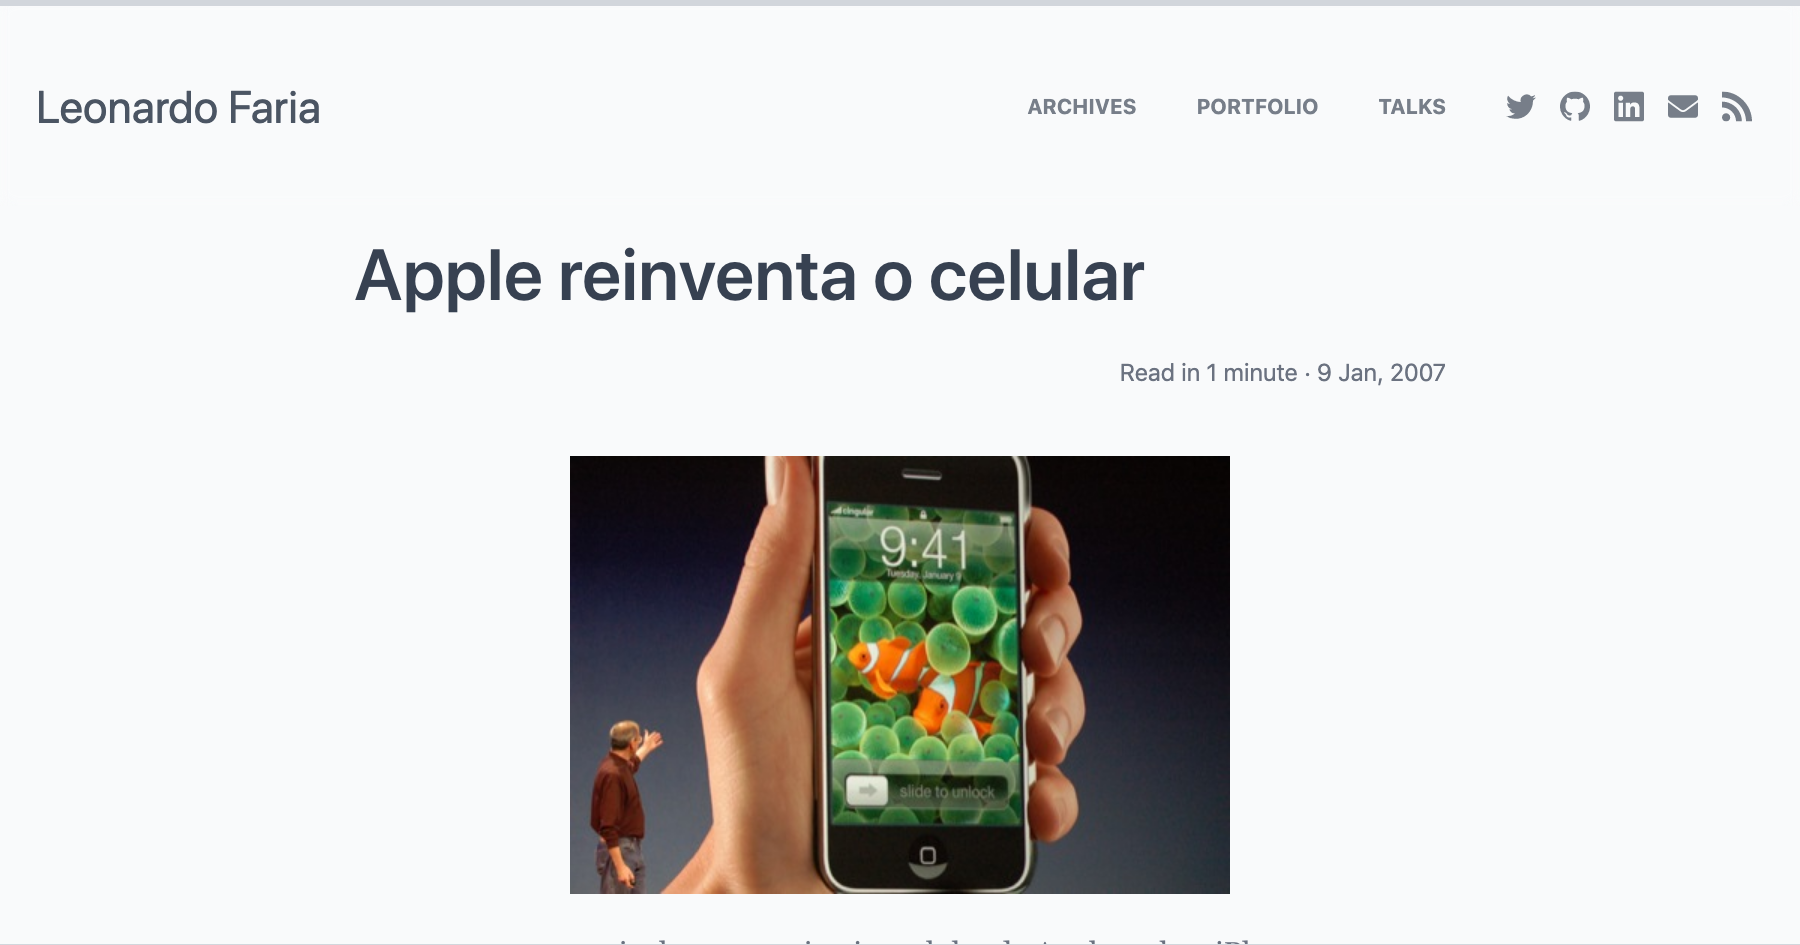 Leonardo Faria
ARCHIVES PORTFOLIO TALKS
Apple reinventa o celular
Read in 1 minute · 9 Jan, 2007
cingular
9:41
Tuesday, January 9
slide to unlock